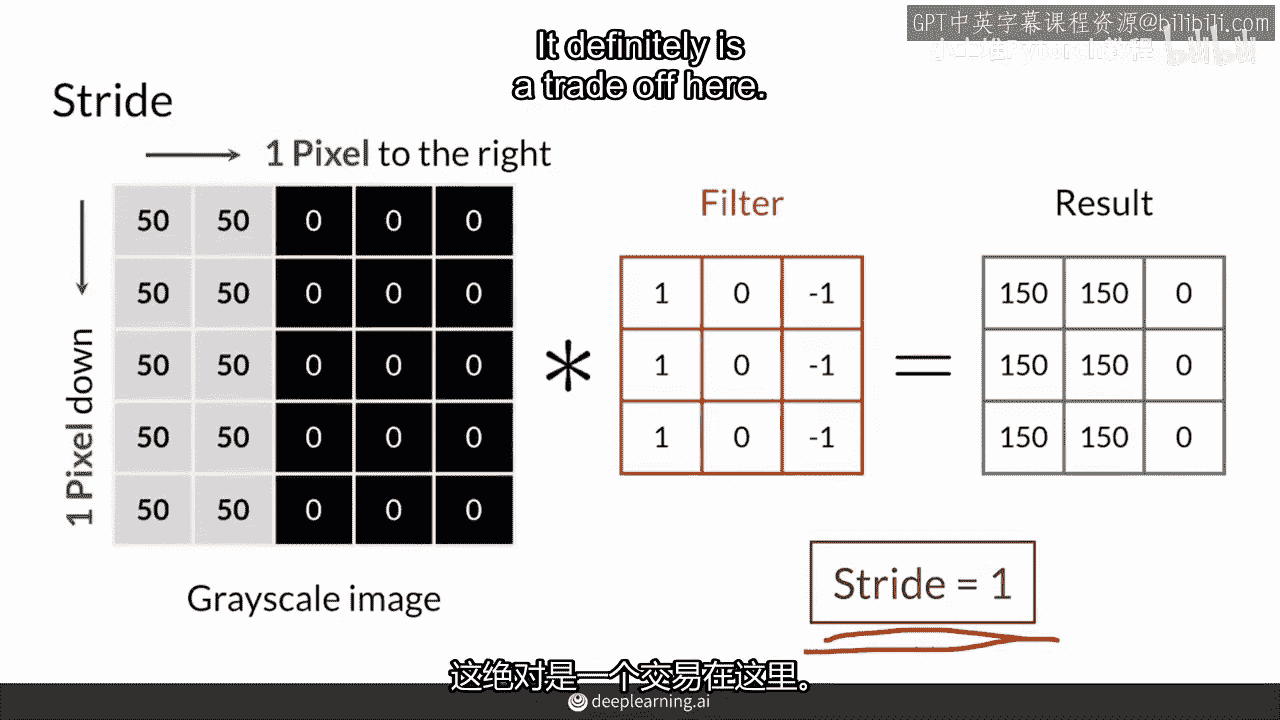 GPT中英字幕课程资源@bilibili.com
It definitely is
a trade off here.
Stride
1 Pixel to the right
1 Pixel down
50 50 0 0 0
50 50 0 0 0
50 50 0 0 0
50 50 0 0 0
50 50 0 0 0
Grayscale image
*
Filter
1 0 -1
1 0 -1
1 0 -1
=
Result
150 150 0
150 150 0
150 150 0
Stride = 1
这绝对是一个交易在这里。
deeplearning.ai